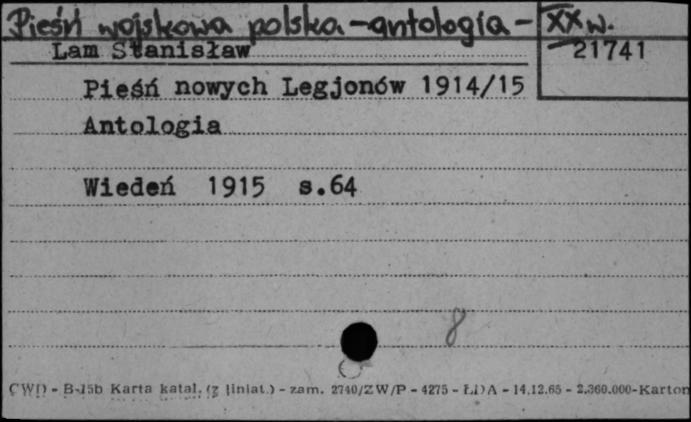 Pieśń wojskowa polska - antologia - XX w.
Lam Stanisław 21741
Pieśń nowych Legjonów 1914/15
Antologia
Wiedeń 1915 s.64
8
CWD - B-15b Karta katal. (z liniat.) - zam. 2740/ZW/P - 4275 - ŁDA - 14.12.65 - 2.360.000-Karton